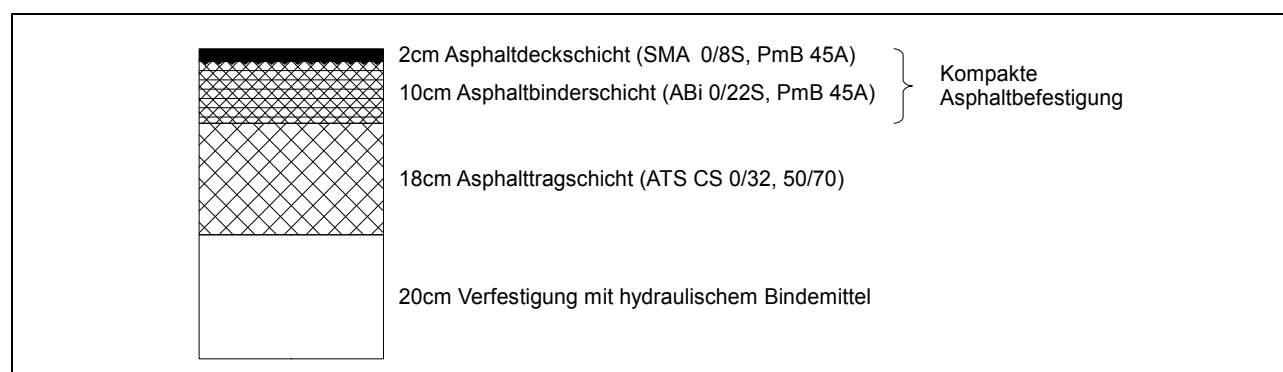 2cm Asphaltdeckschicht (SMA 0/8S, PmB 45A)
10cm Asphaltbinderschicht (ABi 0/22S, PmB 45A)
Kompakte
Asphaltbefestigung
18cm Asphalttragschicht (ATS CS 0/32, 50/70)
20cm Verfestigung mit hydraulischem Bindemittel